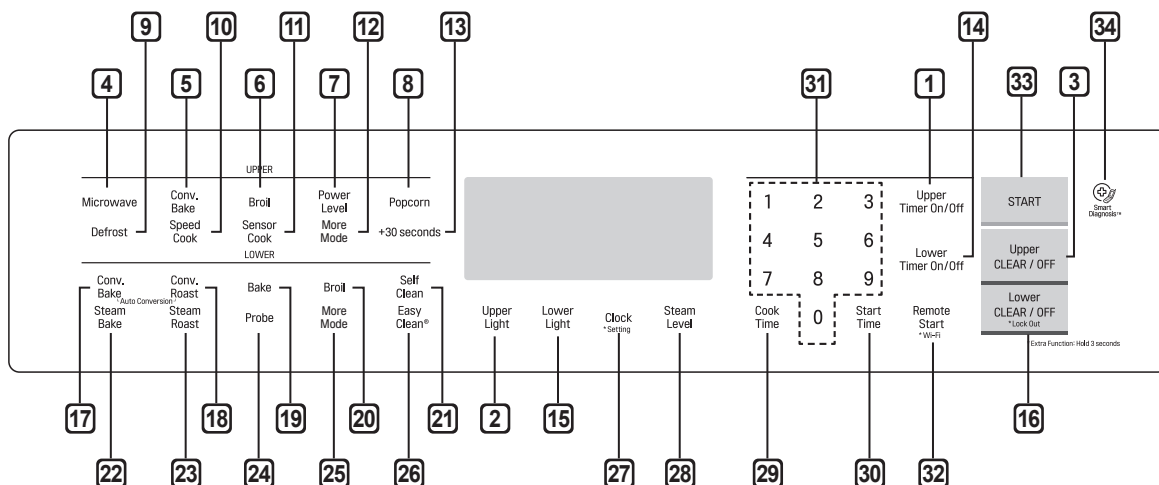 9 10 11 12 13 14 34
4 5 6 7 8 31 1 33 3
UPPER
Microwave Conv. Bake Broil Power Level Popcorn
Defrost Speed Cook Sensor Cook More Mode +30 seconds
LOWER
Conv. Bake Conv. Roast Bake Broil Self Clean
* Auto Conversion *
Steam Bake Steam Roast Probe More Mode Easy Clean®
Upper Light Lower Light Clock Steam Level
* Setting
1 2 3
4 5 6
7 8 9
Cook Time 0 Start Time
Upper Timer On/Off
Lower Timer On/Off
Remote Start
* Wi-Fi
START
Upper
CLEAR / OFF
Lower
CLEAR / OFF
* Lock Out
* Extra Function: Hold 3 seconds
Smart
Diagnosis™
17 18 19 20 21 2 15 16
22 23 24 25 26 27 28 29 30 32